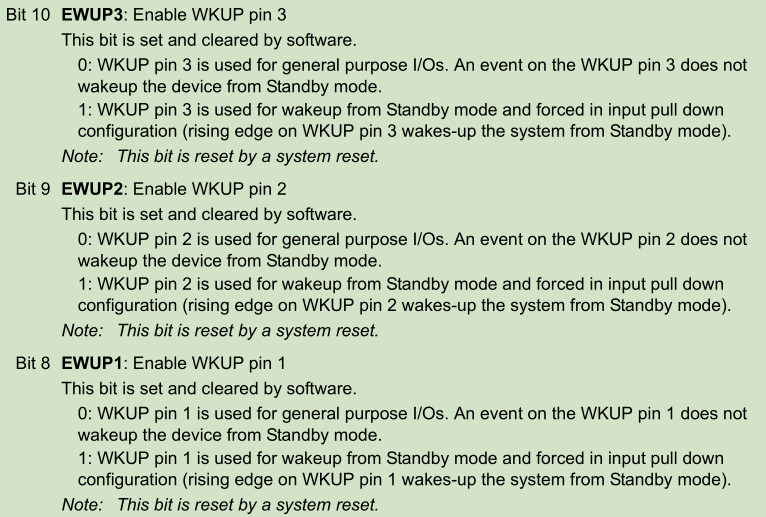 Bit 10 EWUP3: Enable WKUP pin 3
This bit is set and cleared by software.
0: WKUP pin 3 is used for general purpose I/Os. An event on the WKUP pin 3 does not
wakeup the device from Standby mode.
1: WKUP pin 3 is used for wakeup from Standby mode and forced in input pull down
configuration (rising edge on WKUP pin 3 wakes-up the system from Standby mode).
Note: This bit is reset by a system reset.
Bit 9 EWUP2: Enable WKUP pin 2
This bit is set and cleared by software.
0: WKUP pin 2 is used for general purpose I/Os. An event on the WKUP pin 2 does not
wakeup the device from Standby mode.
1: WKUP pin 2 is used for wakeup from Standby mode and forced in input pull down
configuration (rising edge on WKUP pin 2 wakes-up the system from Standby mode).
Note: This bit is reset by a system reset.
Bit 8 EWUP1: Enable WKUP pin 1
This bit is set and cleared by software.
0: WKUP pin 1 is used for general purpose I/Os. An event on the WKUP pin 1 does not
wakeup the device from Standby mode.
1: WKUP pin 1 is used for wakeup from Standby mode and forced in input pull down
configuration (rising edge on WKUP pin 1 wakes-up the system from Standby mode).
Note: This bit is reset by a system reset.